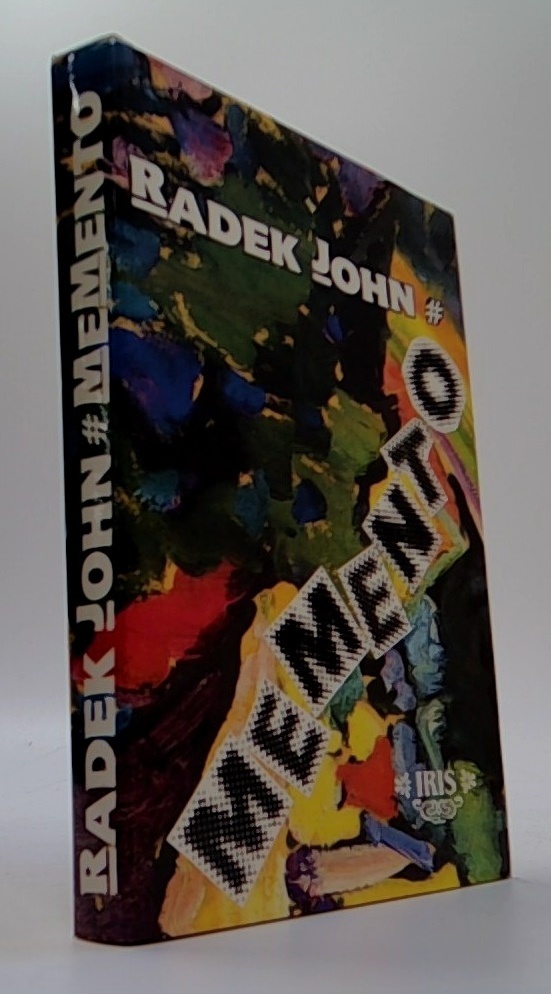 RADEK JOHN # MEMENTO
RADEK JOHN #
MEMENTO
IRIS